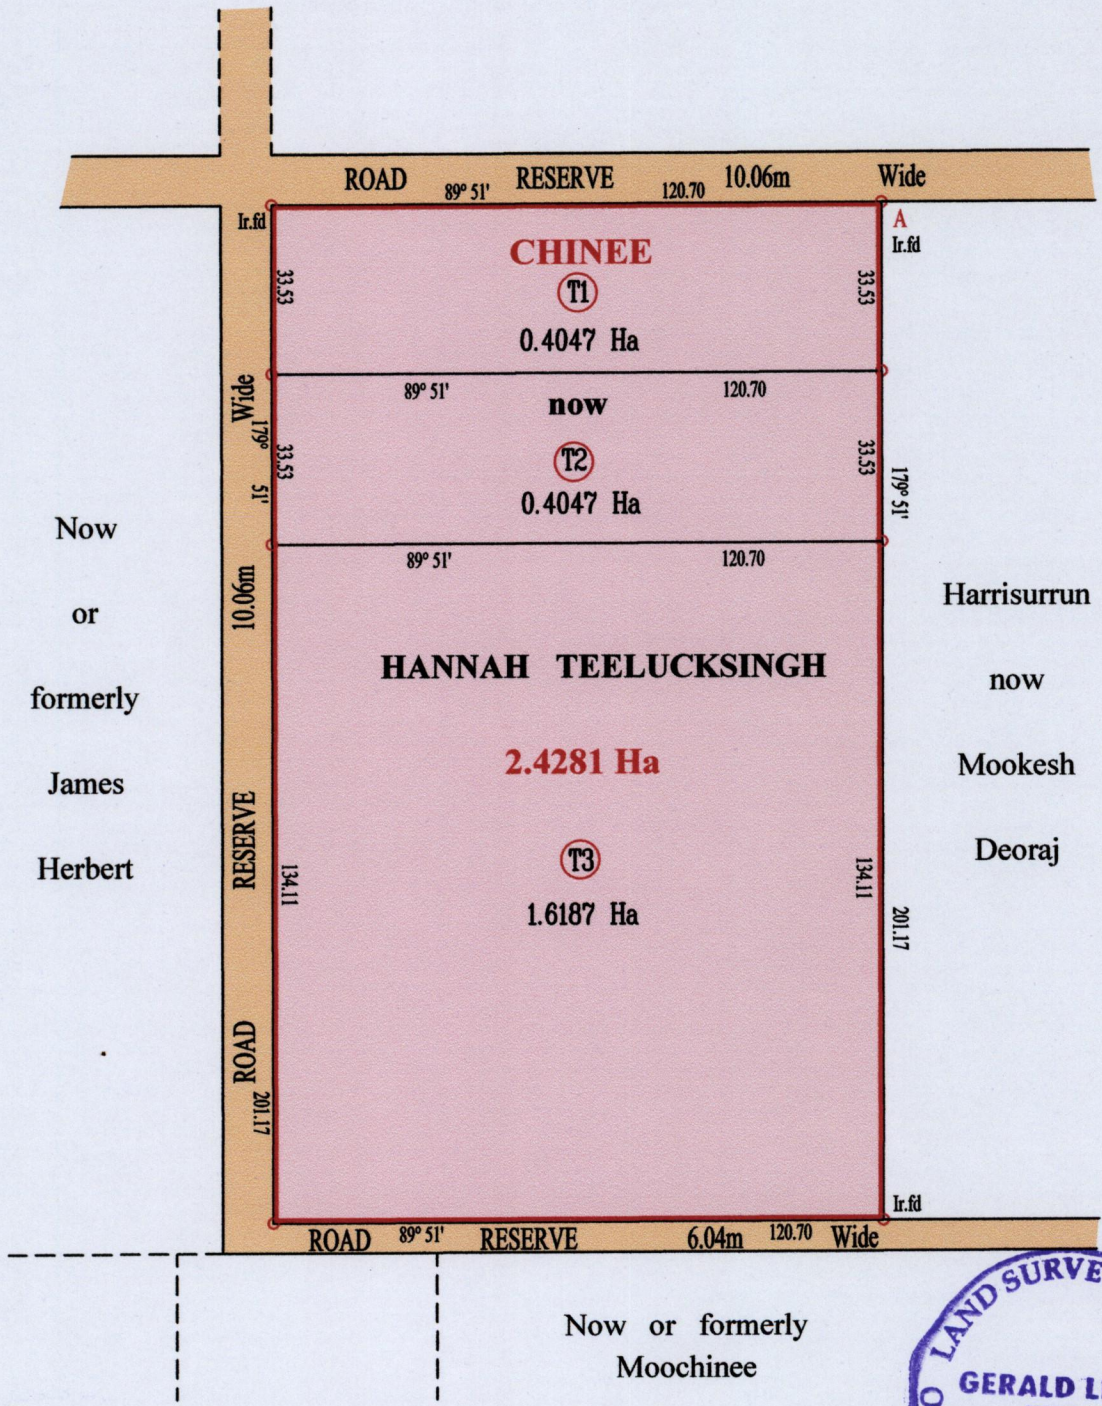 ROAD RESERVE 10.06m Wide
89° 51' 120.70
Ir.fd
A
Ir.fd
CHINEE
T1
0.4047 Ha
33.53
33.53
89° 51' 120.70
now
T2
0.4047 Ha
33.53
33.53
179° 51'
179° 51'
89° 51' 120.70
HANNAH TEELUCKSINGH
2.4281 Ha
T3
1.6187 Ha
134.11
134.11
201.17
201.17
ROAD RESERVE 10.06m Wide
Now
or
formerly
James
Herbert
Harrisurrun
now
Mookesh
Deoraj
Ir.fd
ROAD 89° 51' RESERVE 6.04m 120.70 Wide
Now or formerly
Moochinee
LAND SURVE
GERALD